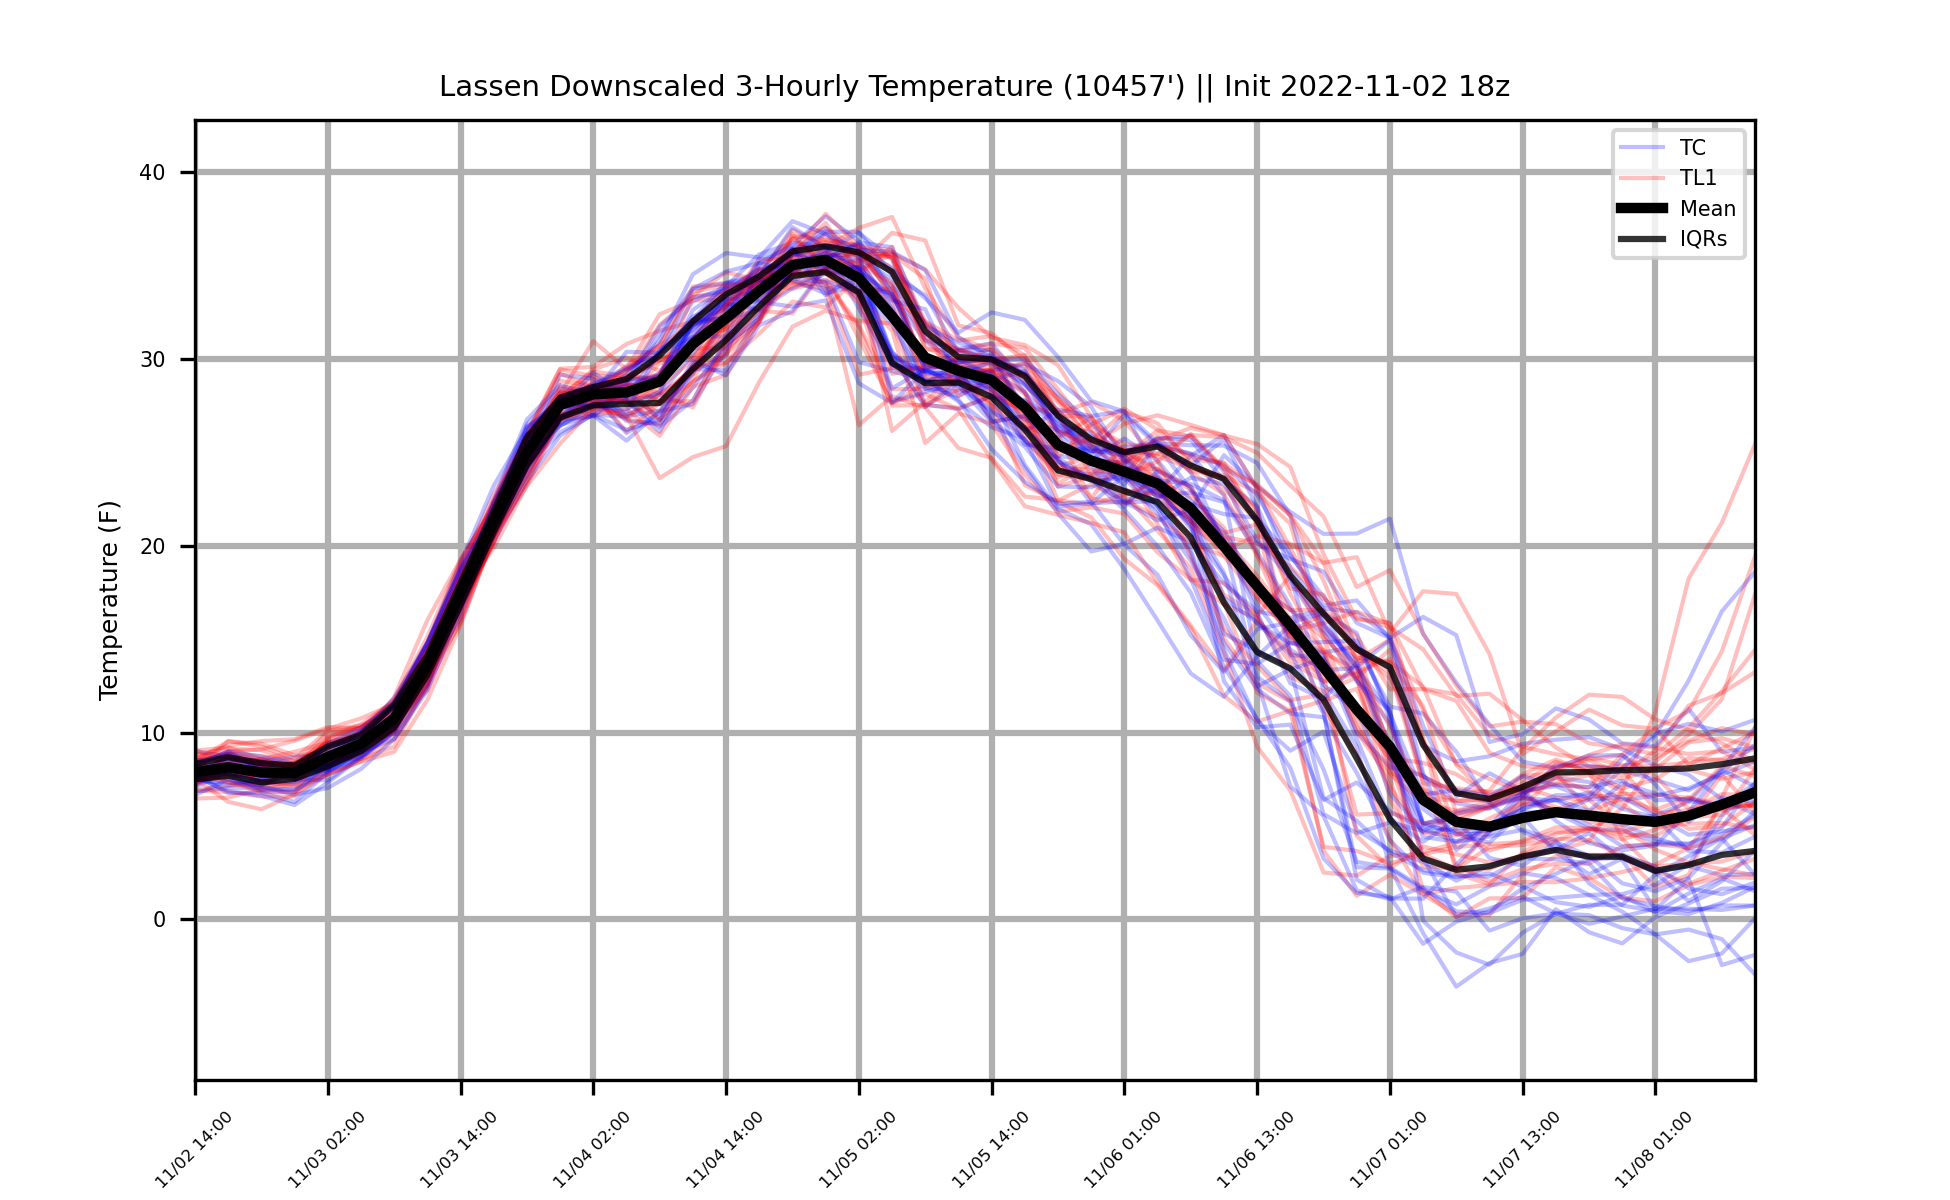 Lassen Downscaled 3-Hourly Temperature (10457') || Init 2022-11-02 18z
TC
TL1
Mean
IQRs
Temperature (F)
40
30
20
10
0
11/02 14:00
11/03 02:00
11/03 14:00
11/04 02:00
11/04 14:00
11/05 02:00
11/05 14:00
11/06 01:00
11/06 13:00
11/07 01:00
11/07 13:00
11/08 01:00